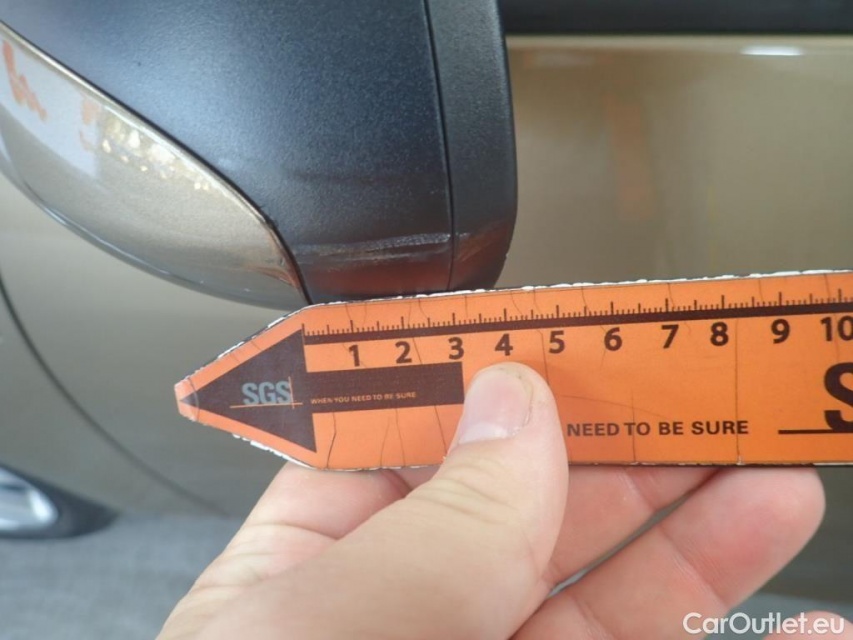 1 2 3 4 5 6 7 8 9 10
SGS WHEN YOU NEED TO BE SURE
NEED TO BE SURE
S
CarOutlet.eu